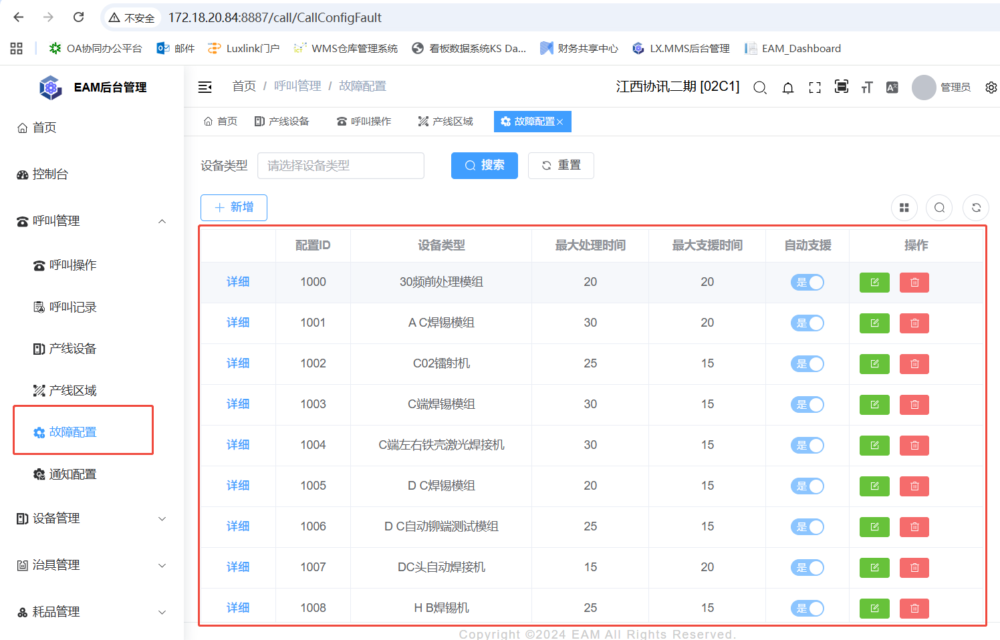 不安全 172.18.20.84:8887/call/CallConfigFault
OA协同办公平台 邮件 Luxlink门户 WMS仓库管理系统 看板数据系统KS Da... 财务共享中心 LX.MMS后台管理 EAM_Dashboard
EAM后台管理
首页 / 呼叫管理 / 故障配置
江西协讯二期 [02C1] 管理员
首页 产线设备 呼叫操作 产线区域 故障配置
首页
控制台
呼叫管理
呼叫操作
呼叫记录
产线设备
产线区域
故障配置
通知配置
设备管理
治具管理
耗品管理
设备类型 请选择设备类型 搜索 重置
新增
配置ID 设备类型 最大处理时间 最大支援时间 自动支援 操作
详细 1000 30频前处理模组 20 20 是
详细 1001 A C焊锡模组 30 20 是
详细 1002 C02镭射机 25 15 是
详细 1003 C端焊锡模组 30 15 是
详细 1004 C端左右铁壳激光焊接机 30 15 是
详细 1005 D C焊锡模组 20 15 是
详细 1006 D C自动铆端测试模组 25 15 是
详细 1007 DC头自动焊接机 15 20 是
详细 1008 H B焊锡机 25 15 是
Copyright ©2024 EAM All Rights Reserved.